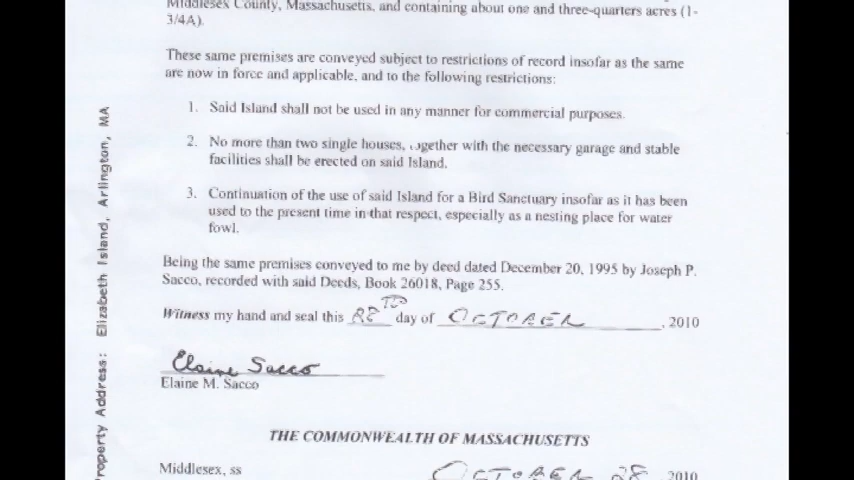 Middlesex County, Massachusetts, and containing about one and three-quarters acres (1-
3/4A).
These same premises are conveyed subject to restrictions of record insofar as the same
are now in force and applicable, and to the following restrictions:
1. Said Island shall not be used in any manner for commercial purposes.
2. No more than two single houses, together with the necessary garage and stable
facilities shall be erected on said Island.
3. Continuation of the use of said Island for a Bird Sanctuary insofar as it has been
used to the present time in that respect, especially as a nesting place for water
fowl.
Being the same premises conveyed to me by deed dated December 20, 1995 by Joseph P.
Sacco, recorded with said Deeds, Book 26018, Page 255.
Witness my hand and seal this 28 day of OCTOBER, 2010
Elaine Sacco
Elaine M. Sacco
THE COMMONWEALTH OF MASSACHUSETTS
Middlesex, ss OCTOBER 28 2010
Property Address: Elizabeth Island, Arlington, MA